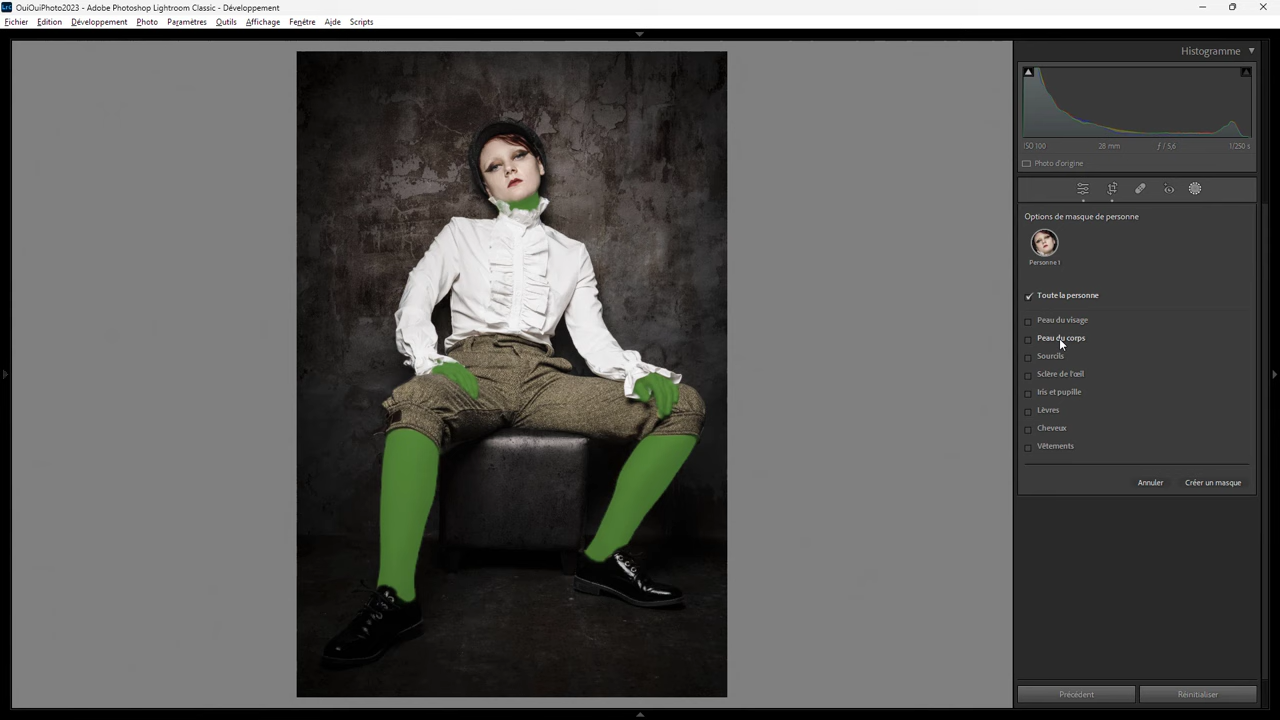 OuiOuiPhoto2023 - Adobe Photoshop Lightroom Classic - Développement
Fichier Edition Développement Photo Paramètres Outils Affichage Fenêtre Aide Scripts
Histogramme
ISO 100 28 mm ƒ / 5,6 1/250 s
Photo d'origine
Options de masque de personne
Personne 1
Toute la personne
Peau du visage
Peau du corps
Sourcils
Sclère de l'œil
Iris et pupille
Lèvres
Cheveux
Vêtements
Annuler Créer un masque
Précédent Réinitialiser